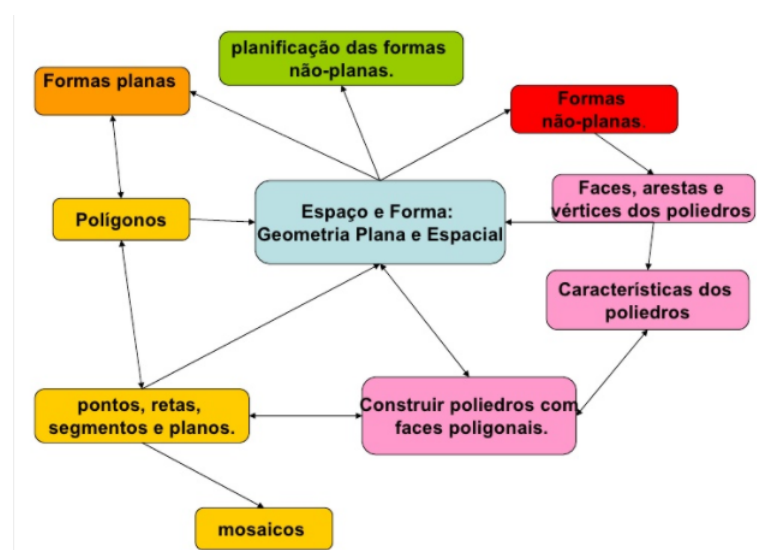 planificação das formas
não-planas.
Formas planas
Formas
não-planas.
Faces, arestas e
vértices dos poliedros
Polígonos
Espaço e Forma:
Geometria Plana e Espacial
Características dos
poliedros
pontos, retas,
segmentos e planos.
Construir poliedros com
faces poligonais.
mosaicos